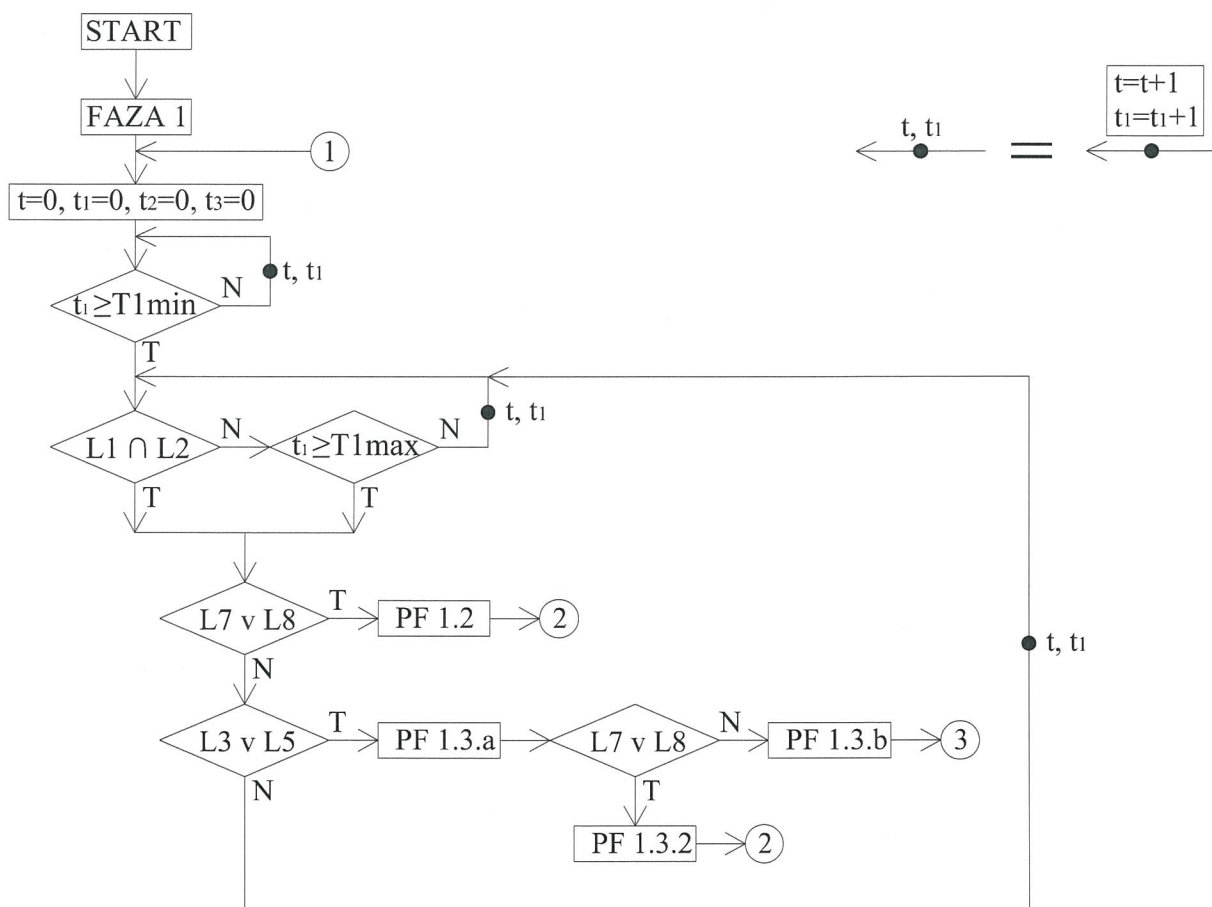 START
FAZA 1
1
t=0, t₁=0, t₂=0, t₃=0
t, t₁
=
t=t+1
t₁=t₁+1
t₁≥T1min
N
t, t₁
T
L1 ∩ L2
N
t₁≥T1max
N
t, t₁
T
T
L7 v L8
T
PF 1.2
2
N
t, t₁
L3 v L5
T
PF 1.3.a
L7 v L8
N
PF 1.3.b
3
N
T
PF 1.3.2
2